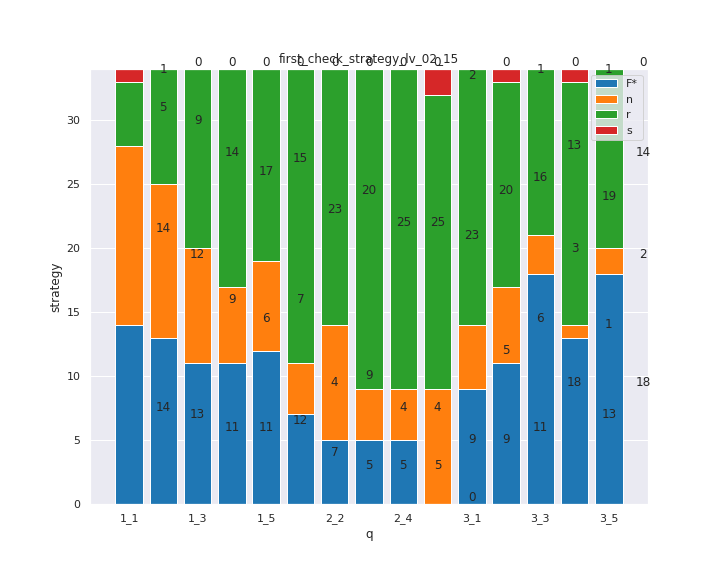 first_check_strategy_lv_02_15
0 0 0 0 0 0 0 0 0 0
1 2 1 1
F*
n
r
s
30
25
20
15
10
5
0
strategy
5 9 14 17 15 23 20 25 25 23 20 16 13 19 14
14 12 9 6 7 4 9 4 4 9 5 6 3 1 2
14 13 11 11 12 7 5 5 5 0 9 11 18 13 18
1_1 1_3 1_5 2_2 2_4 3_1 3_3 3_5
q